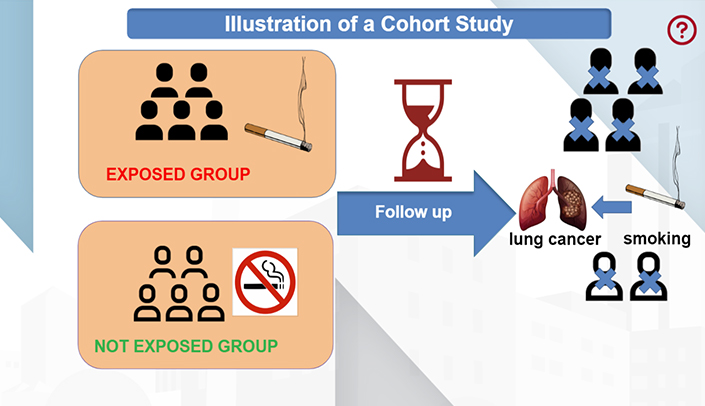 Illustration of a Cohort Study
?
EXPOSED GROUP
Follow up
lung cancer
smoking
NOT EXPOSED GROUP